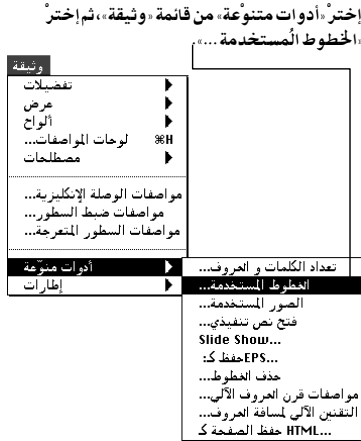 إخترْ «أدوات متنوّعة» من قائمة «وثيقة»، ثم إخترْ
«الخطوط المُستخدمة ...».
وثيقة
تفضيلات
عرض
ألواح
لوحات المواصفات... ⌘H
مصطلحات
مواصفات الوصلة الإنكليزية...
مواصفات ضبط السطور...
مواصفات السطور المتعرجة...
أدوات منوّعة
إطارات
تعداد الكلمات و الحروف...
الخطوط المستخدمة...
الصور المستخدمة...
فتح نص تنفيذي...
Slide Show...
حفظ كـ: EPS...
حذف الخطوط...
مواصفات قرن الحروف الآلي...
التقنين الآلي لمسافة الحروف...
حفظ الصفحة كـ HTML...